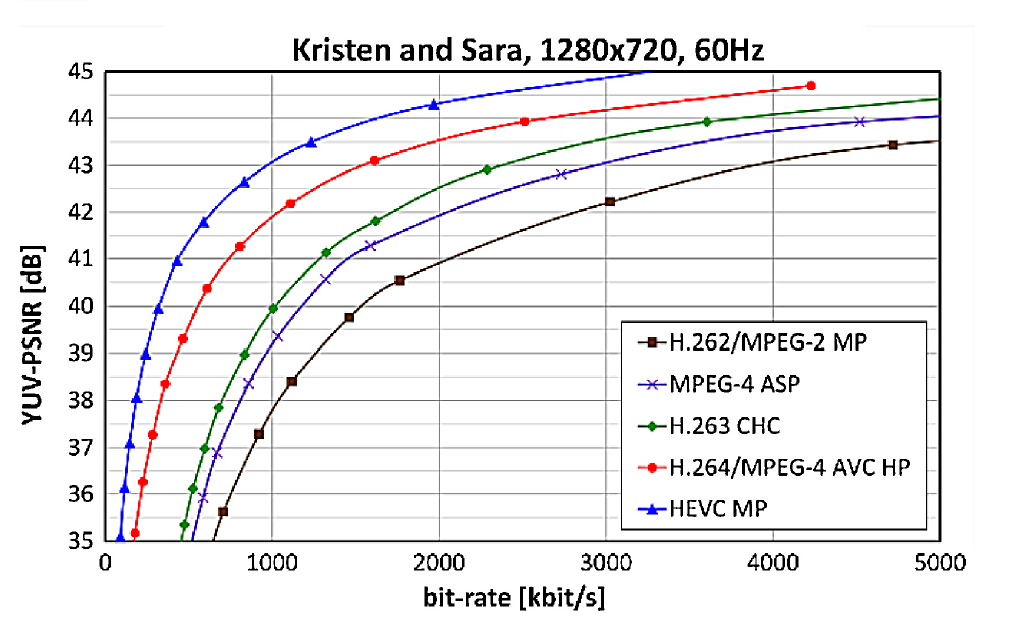 Kristen and Sara, 1280x720, 60Hz
45
44
43
42
41
40
39
38
37
36
35
YUV-PSNR [dB]
H.262/MPEG-2 MP
MPEG-4 ASP
H.263 CHC
H.264/MPEG-4 AVC HP
HEVC MP
0 1000 2000 3000 4000 5000
bit-rate [kbit/s]